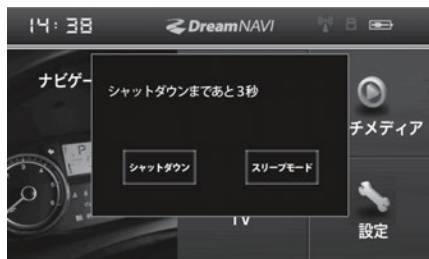 14:38
DreamNAVI
ナビゲー
シャットダウンまであと3秒
チメディア
シャットダウン
スリープモード
TV
設定